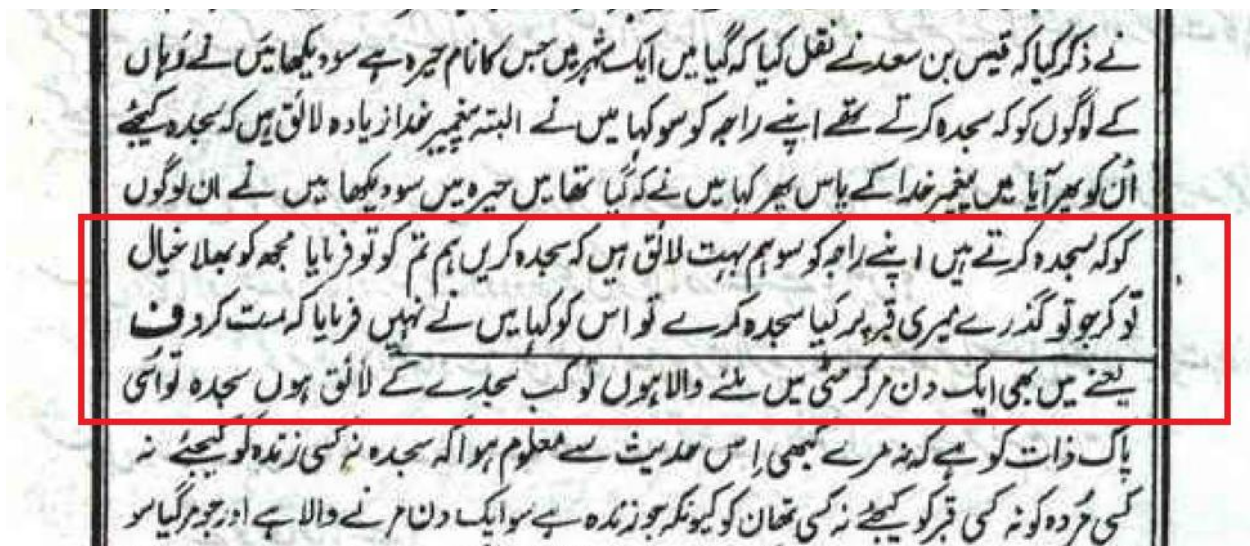 نے ذکر کیا کہ قیس بن سعد نے نقل کیا کہ گیا میں ایک شہر میں جس کا نام حیرہ ہے سو دیکھا میں نے وہاں
کے لوگوں کو کہ سجدہ کرتے تھے اپنے راجہ کو سو کہا میں نے البتہ پیغمبر خدا زیادہ لائق ہیں کہ سجدہ کیجئے
اُن کو پھر آیا میں پیغمبر خدا کے پاس پھر کہا میں نے کہ گیا تھا میں حیرہ میں سو دیکھا میں نے ان لوگوں
کو کہ سجدہ کرتے ہیں اپنے راجہ کو سو ہم بہت لائق ہیں کہ سجدہ کریں ہم تم کو تو فرمایا مجھ کو بھلا خیال
تو کر جو تو گذرے میری قبر پر کیا سجدہ کرے تو اس کو کہا میں نے نہیں فرمایا کہ مت کرو ف
یعنے میں بھی ایک دن مر کر مٹی میں ملنے والا ہوں تو کب سجدے کے لائق ہوں سجدہ تو اسی
پاک ذات کو ہے کہ نہ مرے کبھی اِس حدیث سے معلوم ہوا کہ سجدہ نہ کسی زندہ کو کیجئے نہ
کسی مُردہ کو نہ کسی قبر کو کیجئے نہ کسی تھان کو کیونکہ جو زندہ ہے سو ایک دن مرنے والا ہے اور جو مر گیا سو